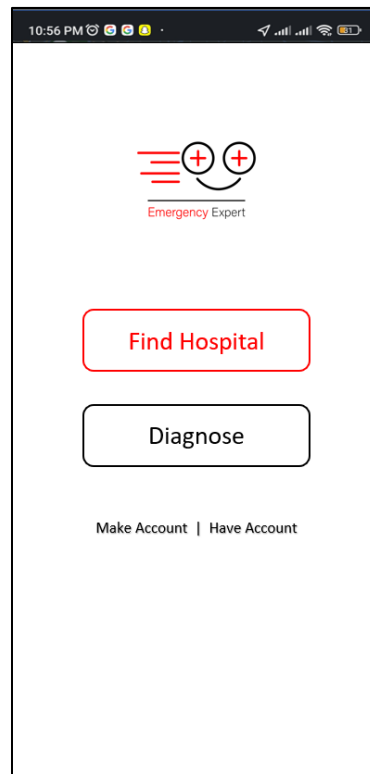 10:56 PM
Emergency Expert
Find Hospital
Diagnose
Make Account | Have Account